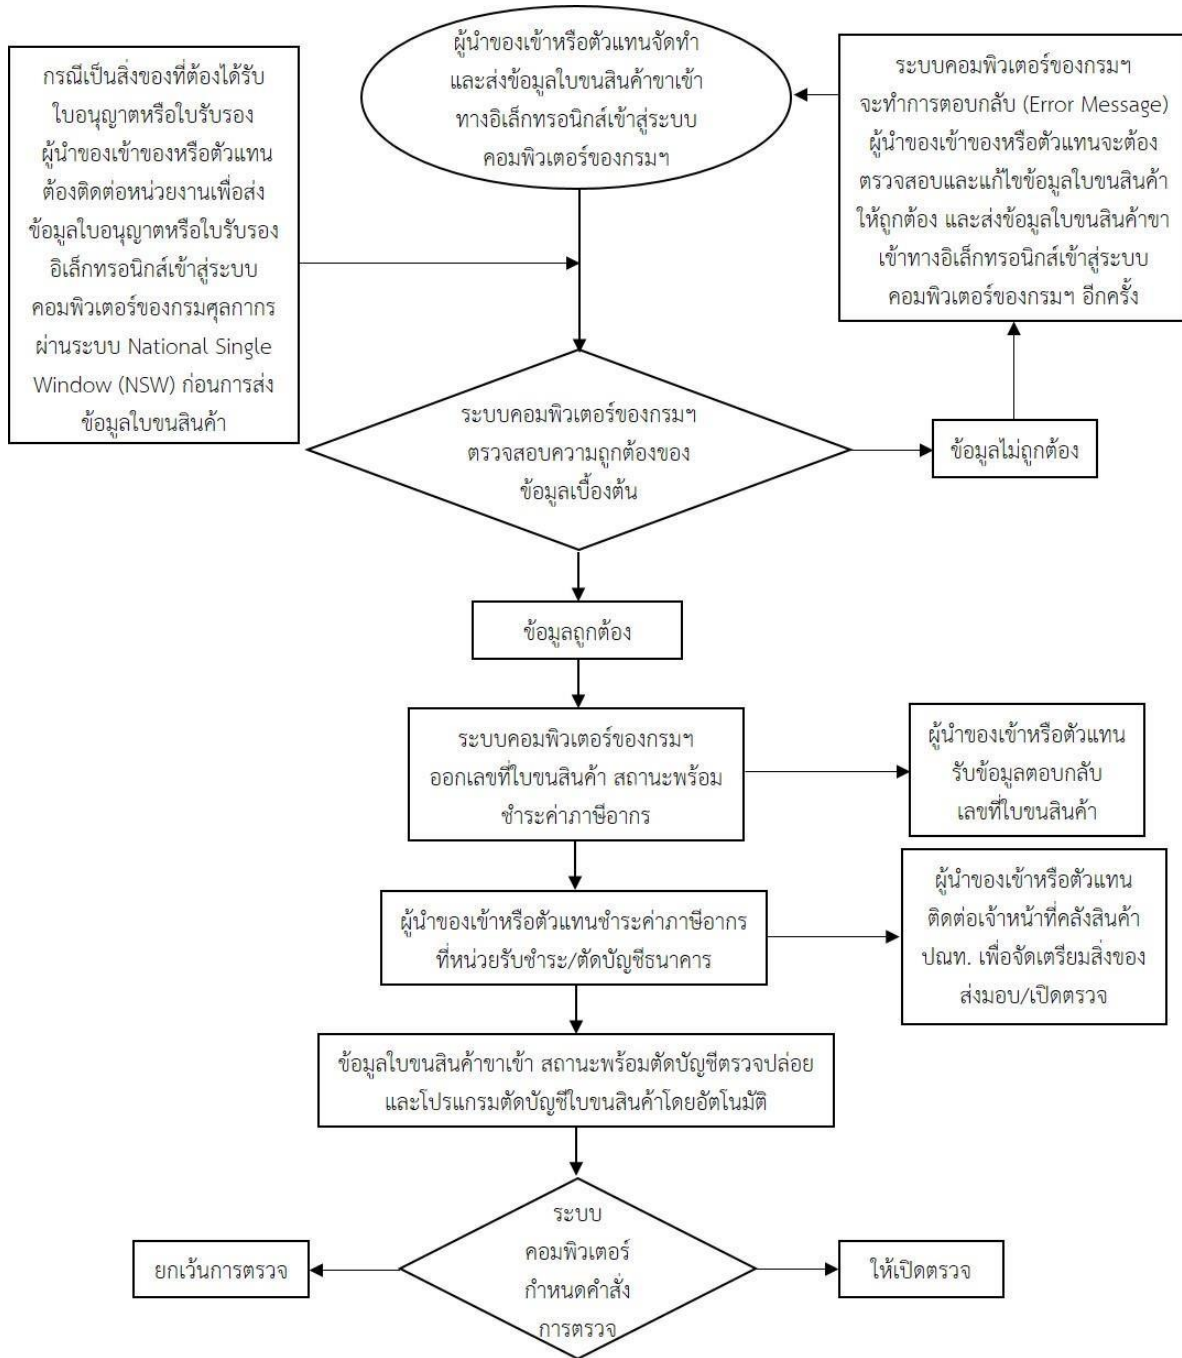 ผู้นำของเข้าหรือตัวแทนจัดทำ
และส่งข้อมูลใบขนสินค้าขาเข้า
ทางอิเล็กทรอนิกส์เข้าสู่ระบบ
คอมพิวเตอร์ของกรมฯ
กรณีเป็นสิ่งของที่ต้องได้รับ
ใบอนุญาตหรือใบรับรอง
ผู้นำของเข้าของหรือตัวแทน
ต้องติดต่อหน่วยงานเพื่อส่ง
ข้อมูลใบอนุญาตหรือใบรับรอง
อิเล็กทรอนิกส์เข้าสู่ระบบ
คอมพิวเตอร์ของกรมศุลกากร
ผ่านระบบ National Single
Window (NSW) ก่อนการส่ง
ข้อมูลใบขนสินค้า
ระบบคอมพิวเตอร์ของกรมฯ
จะทำการตอบกลับ (Error Message)
ผู้นำของเข้าของหรือตัวแทนจะต้อง
ตรวจสอบและแก้ไขข้อมูลใบขนสินค้า
ให้ถูกต้อง และส่งข้อมูลใบขนสินค้าขา
เข้าทางอิเล็กทรอนิกส์เข้าสู่ระบบ
คอมพิวเตอร์ของกรมฯ อีกครั้ง
ระบบคอมพิวเตอร์ของกรมฯ
ตรวจสอบความถูกต้องของ
ข้อมูลเบื้องต้น
ข้อมูลไม่ถูกต้อง
ข้อมูลถูกต้อง
ระบบคอมพิวเตอร์ของกรมฯ
ออกเลขที่ใบขนสินค้า สถานะพร้อม
ชำระค่าภาษีอากร
ผู้นำของเข้าหรือตัวแทน
รับข้อมูลตอบกลับ
เลขที่ใบขนสินค้า
ผู้นำของเข้าหรือตัวแทนชำระค่าภาษีอากร
ที่หน่วยรับชำระ/ตัดบัญชีธนาคาร
ผู้นำของเข้าหรือตัวแทน
ติดต่อเจ้าหน้าที่คลังสินค้า
ปณท. เพื่อจัดเตรียมสิ่งของ
ส่งมอบ/เปิดตรวจ
ข้อมูลใบขนสินค้าขาเข้า สถานะพร้อมตัดบัญชีตรวจปล่อย
และโปรแกรมตัดบัญชีใบขนสินค้าโดยอัตโนมัติ
ระบบ
คอมพิวเตอร์
กำหนดคำสั่ง
การตรวจ
ยกเว้นการตรวจ
ให้เปิดตรวจ